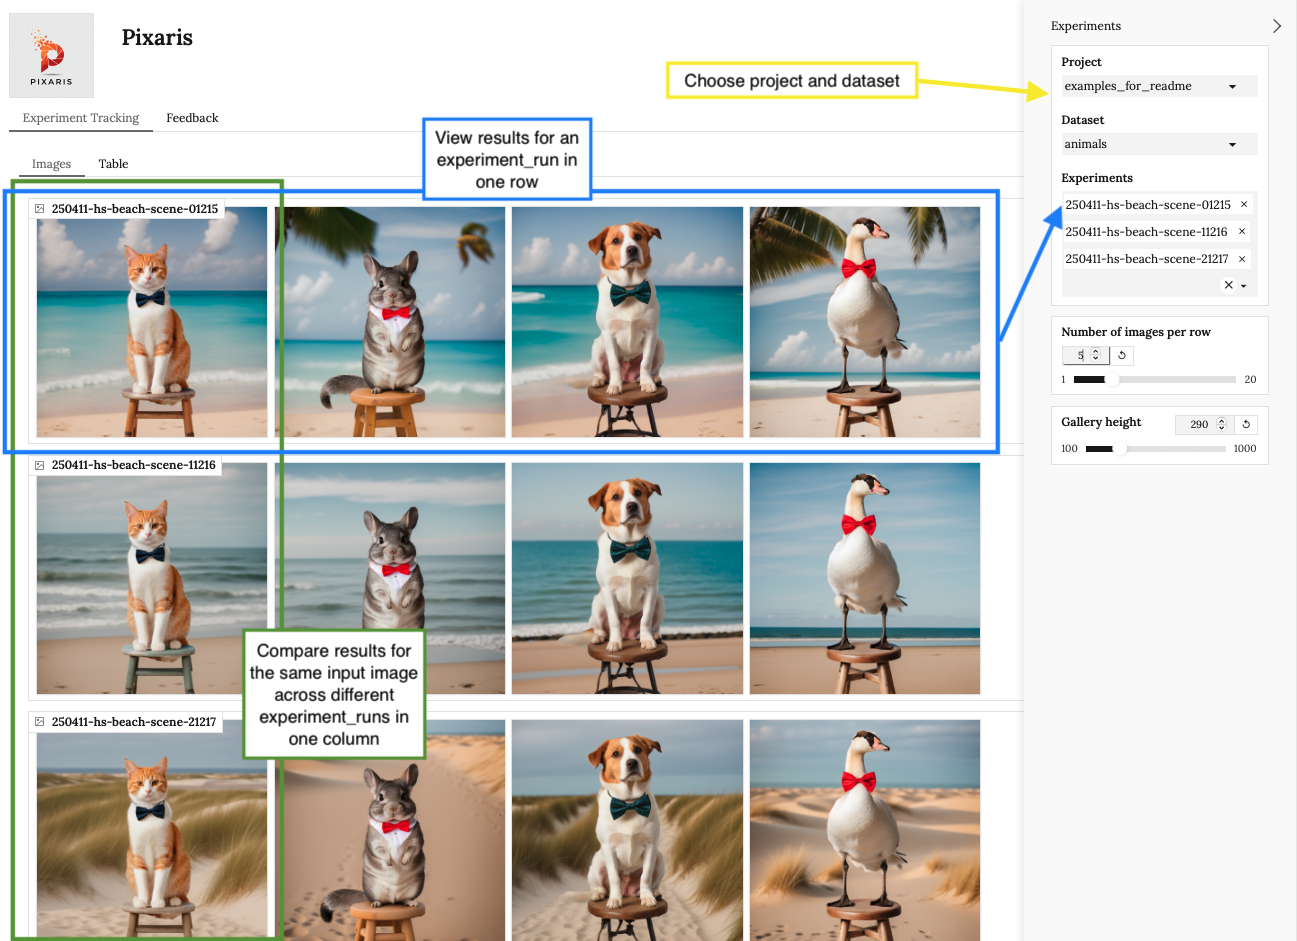 Pixaris
PIXARIS
Experiment Tracking
Feedback
Images
Table
Choose project and dataset
View results for an
experiment_run in
one row
250411-hs-beach-scene-01215
250411-hs-beach-scene-11216
Compare results for
the same input image
across different
experiment_runs in
one column
250411-hs-beach-scene-21217
Experiments
Project
examples_for_readme
Dataset
animals
Experiments
250411-hs-beach-scene-01215
250411-hs-beach-scene-11216
250411-hs-beach-scene-21217
Number of images per row
5
1
20
Gallery height
290
100
1000